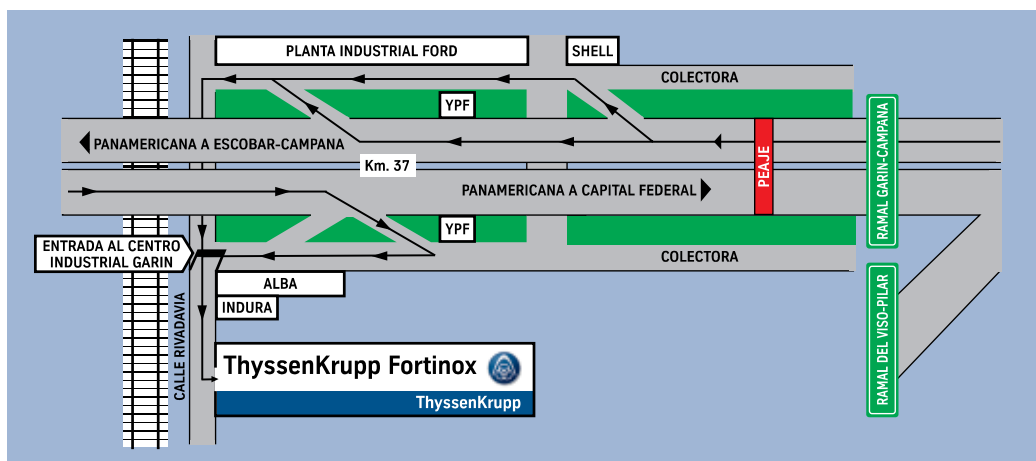 PLANTA INDUSTRIAL FORD
SHELL
COLECTORA
YPF
PANAMERICANA A ESCOBAR-CAMPANA
Km. 37
PEAJE
RAMAL GARIN-CAMPANA
PANAMERICANA A CAPITAL FEDERAL
YPF
ENTRADA AL CENTRO
INDUSTRIAL GARIN
COLECTORA
ALBA
INDURA
CALLE RIVADAVIA
RAMAL DEL VISO-PILAR
ThyssenKrupp Fortinox
ThyssenKrupp